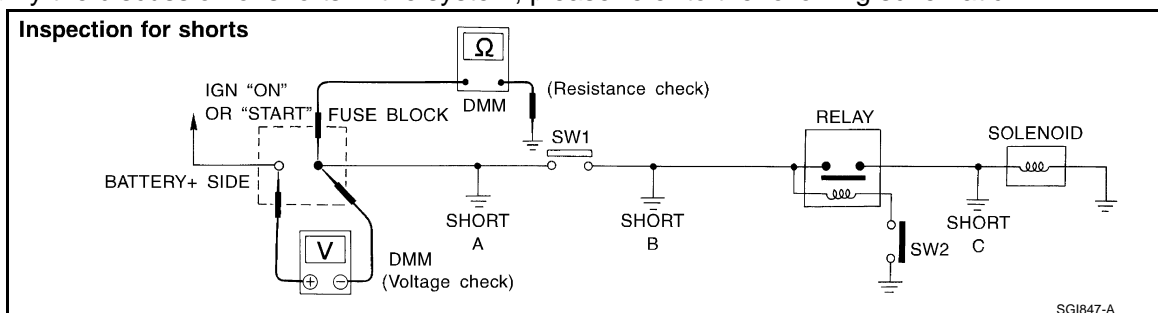 Inspection for shorts
Ω
IGN "ON"
OR "START"
FUSE BLOCK
DMM
(Resistance check)
SW1
RELAY
SOLENOID
BATTERY+ SIDE
SHORT
A
SHORT
B
SHORT
C
SW2
V
DMM
(Voltage check)
SGI847-A